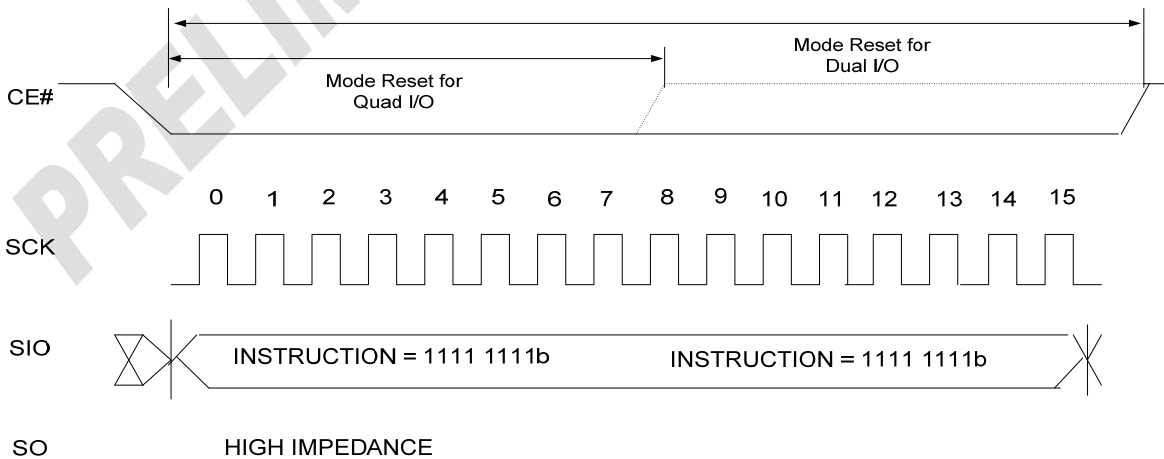 PRELIM
Mode Reset for
Dual I/O
Mode Reset for
Quad I/O
CE#
0 1 2 3 4 5 6 7 8 9 10 11 12 13 14 15
SCK
SIO
INSTRUCTION = 1111 1111b INSTRUCTION = 1111 1111b
SO
HIGH IMPEDANCE